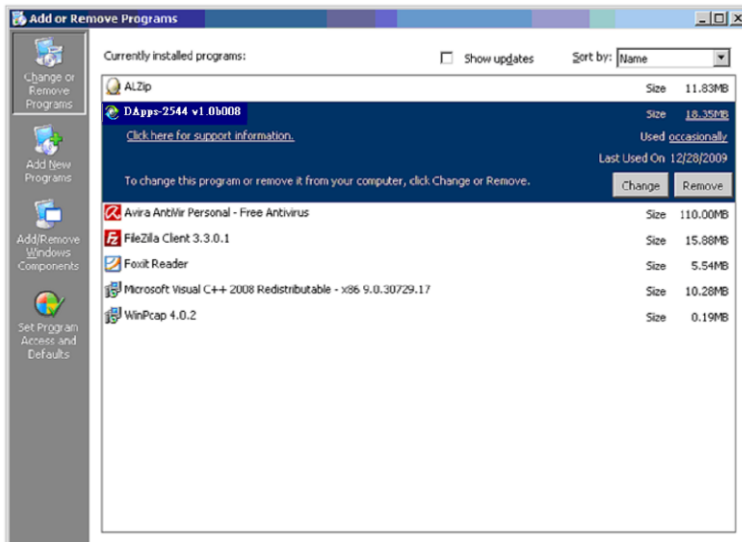 Add or Remove Programs
Change or
Remove
Programs
Add New
Programs
Add/Remove
Windows
Components
Set Program
Access and
Defaults
Currently installed programs: Show updates Sort by: Name
ALZip Size 11.83MB
DApps-2544 v1.0b008 Size 18.35MB
Click here for support information. Used occasionally
Last Used On 12/28/2009
To change this program or remove it from your computer, click Change or Remove. Change Remove
Avira AntiVir Personal - Free Antivirus Size 110.00MB
FileZilla Client 3.3.0.1 Size 15.88MB
Foxit Reader Size 5.54MB
Microsoft Visual C++ 2008 Redistributable - x86 9.0.30729.17 Size 10.28MB
WinPcap 4.0.2 Size 0.19MB